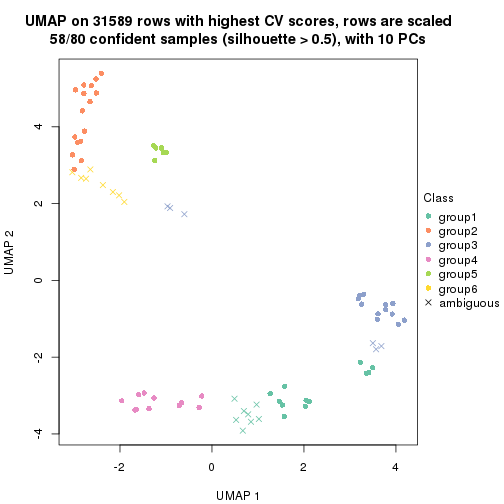 UMAP on 31589 rows with highest CV scores, rows are scaled
58/80 confident samples (silhouette > 0.5), with 10 PCs
4
2
0
-2
-4
UMAP 2
-2
0
2
4
UMAP 1
Class
group1
group2
group3
group4
group5
group6
ambiguous